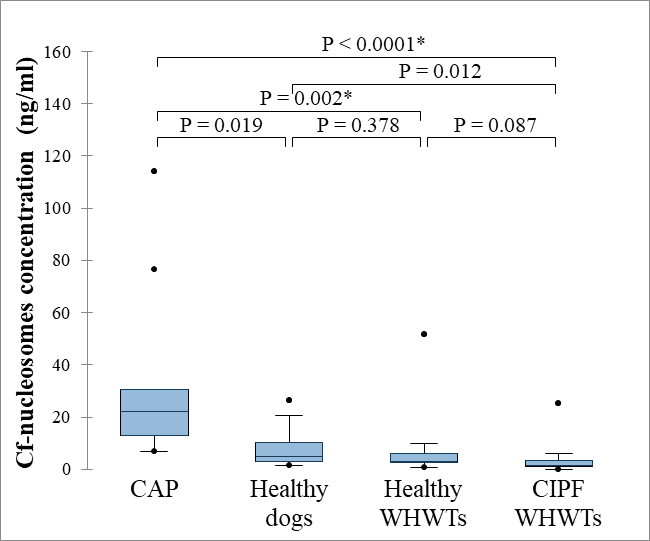 P < 0.0001*
P = 0.012
P = 0.002*
P = 0.019
P = 0.378
P = 0.087
Cf-nucleosomes concentration (ng/ml)
160
140
120
100
80
60
40
20
0
CAP
Healthy
dogs
Healthy
WHWTs
CIPF
WHWTs